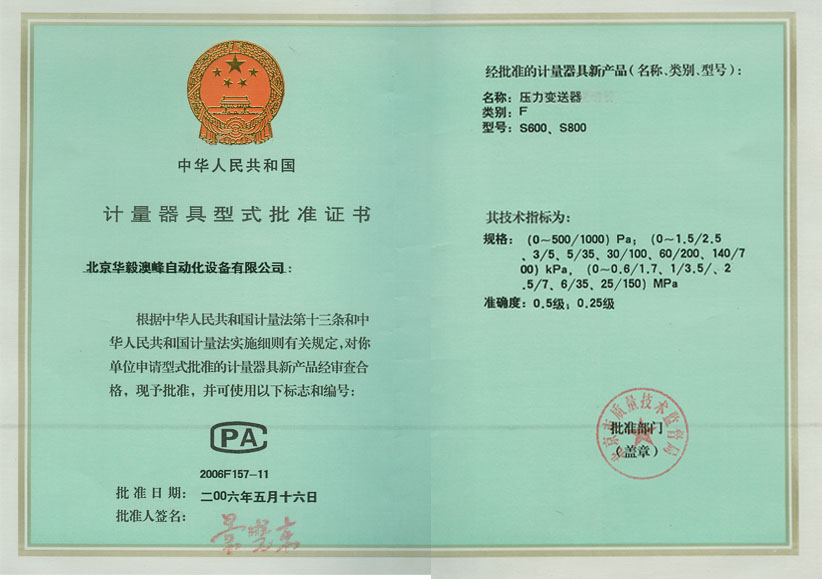 中华人民共和国
计量器具型式批准证书
北京华毅澳峰自动化设备有限公司：
根据中华人民共和国计量法第十三条和中
华人民共和国计量法实施细则有关规定，对你
单位申请型式批准的计量器具新产品经审查合
格，现予批准，并可使用以下标志和编号：
PA
2006F157-11
批准日期：二00六年五月十六日
批准人签名：
经批准的计量器具新产品（名称、类别、型号）：
名称：压力变送器
类别：F
型号：S600、S800
其技术指标为：
规格：（0～500/1000）Pa；（0～1.5/2.5
、3/5、5/35、30/100、60/200、140/7
00）kPa，（0～0.6/1.7、1/3.5/、2
.5/7、6/35、25/150）MPa
准确度：0.5级；0.25级
北京市质量技术监督局
批准部门
（盖章）